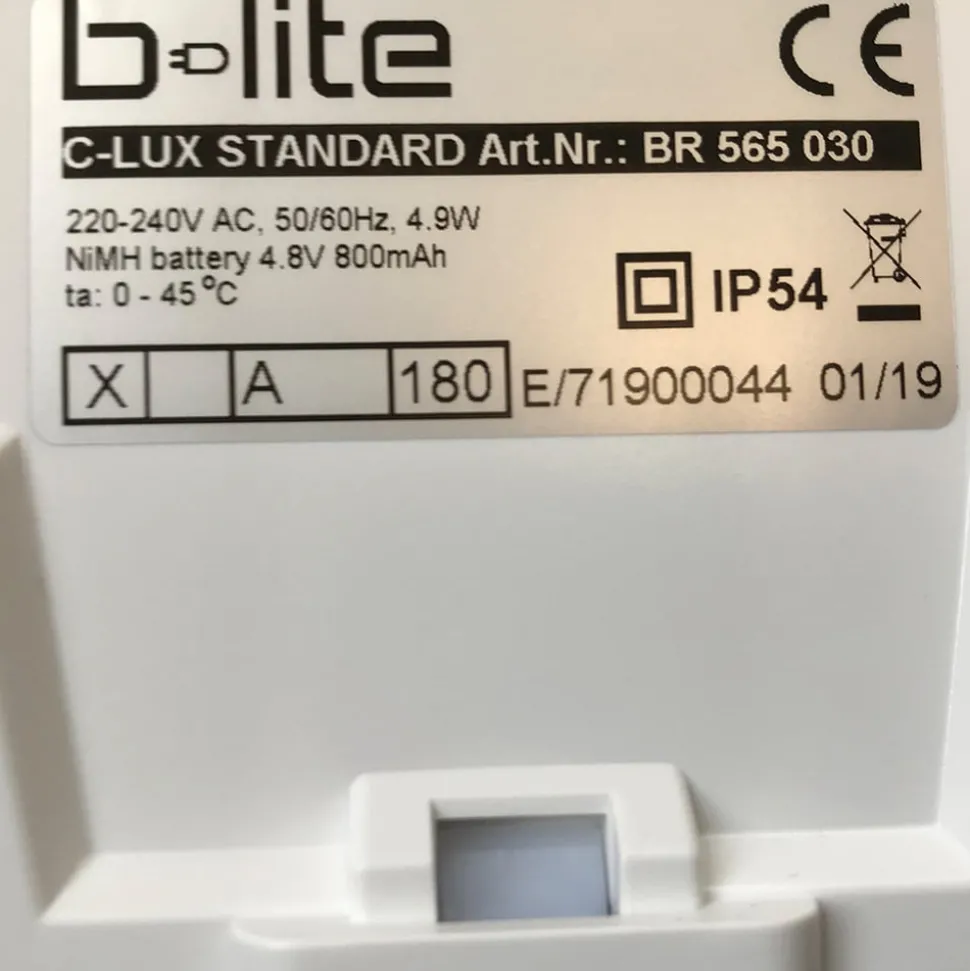 b-lite CE
C-LUX STANDARD Art.Nr.: BR 565 030
220-240V AC, 50/60Hz, 4.9W
NiMH battery 4.8V 800mAh
ta: 0 - 45°C
IP54
X A 180 E/71900044 01/19